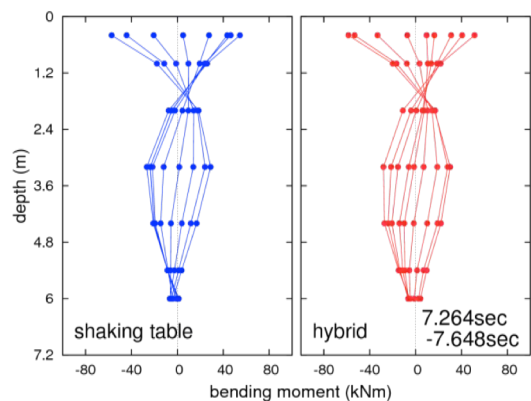 0
1.2
2.4
3.6
4.8
6
7.2
depth (m)
shaking table
hybrid
7.264sec
-7.648sec
-80 -40 0 40 80
-80 -40 0 40 80
bending moment (kNm)